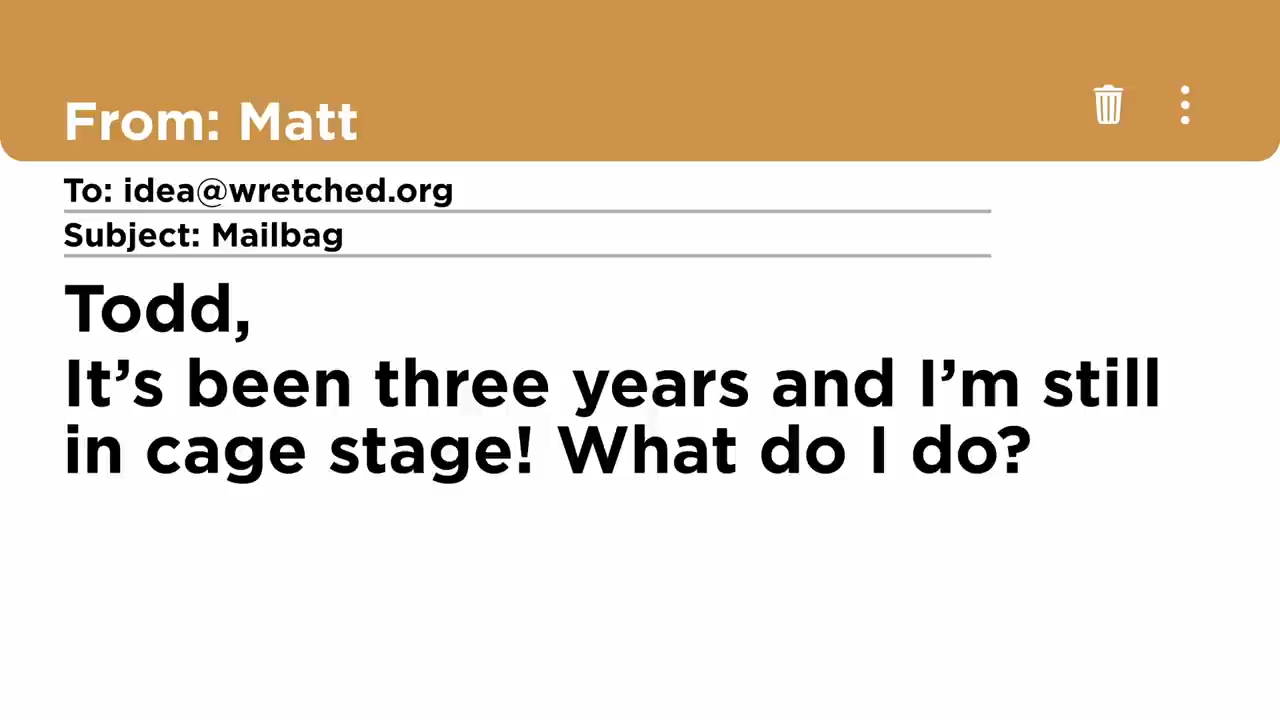 From: Matt
To: idea@wretched.org
Subject: Mailbag
Todd,
It’s been three years and I’m still
in cage stage! What do I do?